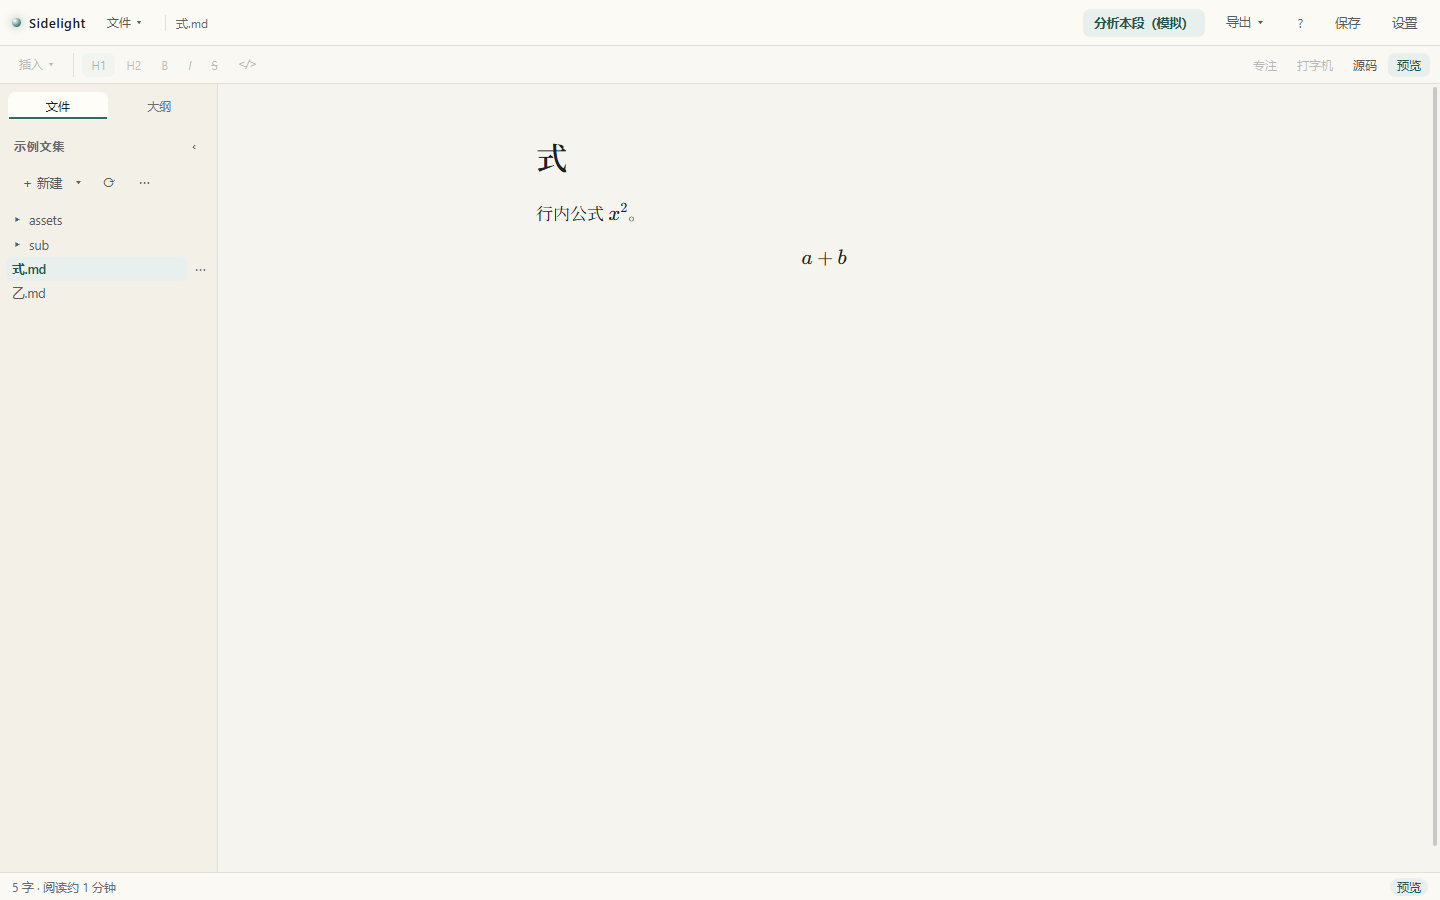 Sidelight 文件 式.md 分析本段（模拟） 导出 ? 保存 设置
插入 H1 H2 B I S </> 专注 打字机 源码 预览
文件 大纲
示例文集
+ 新建 ...
assets
sub
式.md ...
乙.md
式
行内公式 x²。
a + b
5 字 · 阅读约 1 分钟 预览